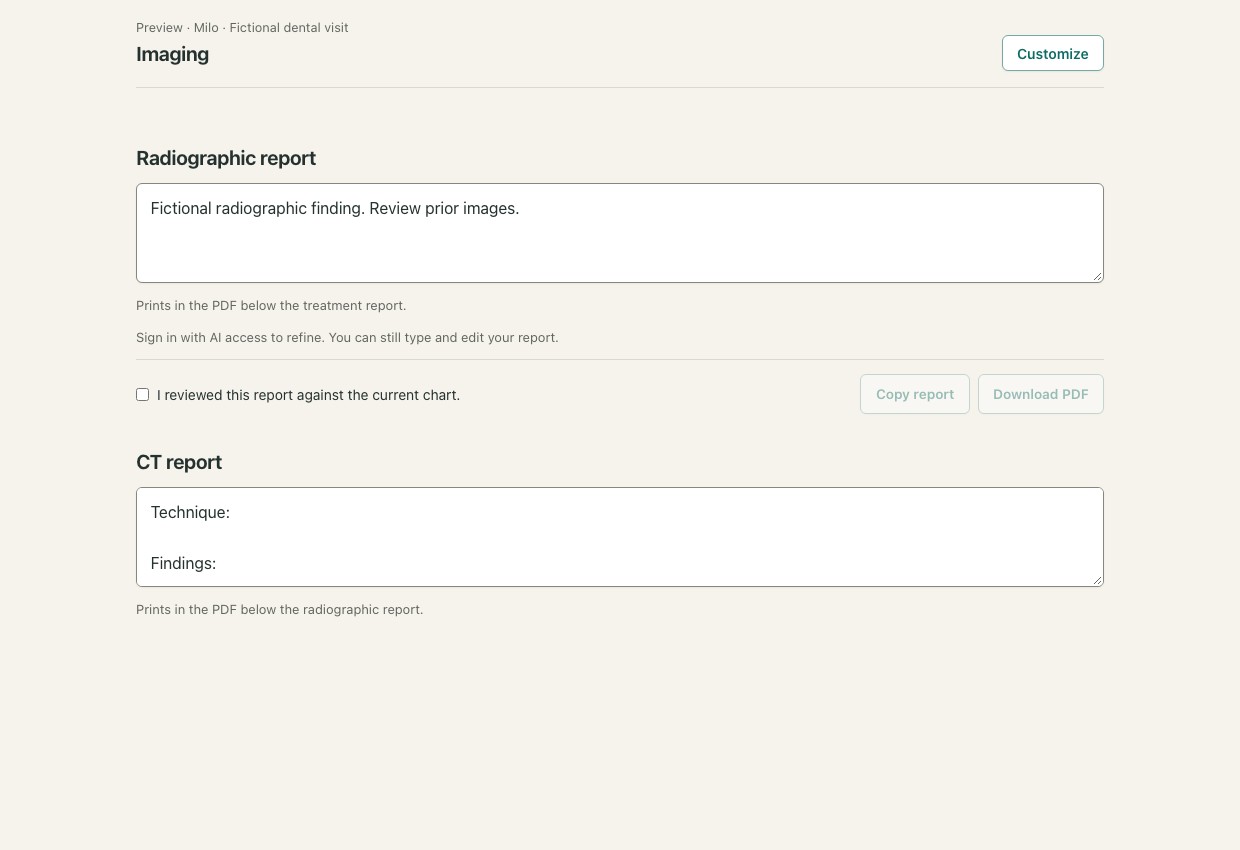 Preview · Milo · Fictional dental visit
Imaging
Customize
Radiographic report
Fictional radiographic finding. Review prior images.
Prints in the PDF below the treatment report.
Sign in with AI access to refine. You can still type and edit your report.
I reviewed this report against the current chart.
Copy report
Download PDF
CT report
Technique:
Findings:
Prints in the PDF below the radiographic report.